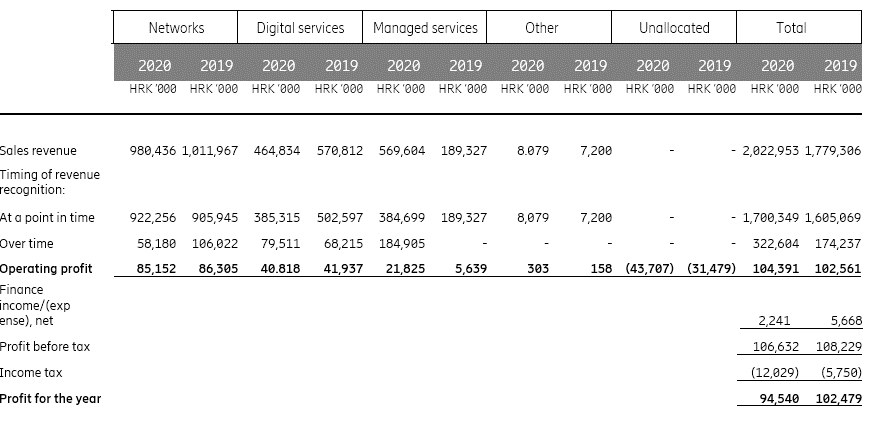 Networks Digital services Managed services Other Unallocated Total
2020 2019 2020 2019 2020 2019 2020 2019 2020 2019 2020 2019
HRK '000 HRK '000 HRK '000 HRK '000 HRK '000 HRK '000 HRK '000 HRK '000 HRK '000 HRK '000 HRK '000 HRK '000
Sales revenue 980,436 1,011,967 464,834 570,812 569,604 189,327 8.079 7,200 - - 2,022,953 1,779,306
Timing of revenue
recognition:
At a point in time 922,256 905,945 385,315 502,597 384,699 189,327 8,079 7,200 - - 1,700,349 1,605,069
Over time 58,180 106,022 79,511 68,215 184,905 - - - - - 322,604 174,237
Operating profit 85,152 86,305 40.818 41,937 21,825 5,639 303 158 (43,707) (31,479) 104,391 102,561
Finance
income/(exp
ense), net 2,241 5,668
Profit before tax 106,632 108,229
Income tax (12,029) (5,750)
Profit for the year 94,540 102,479